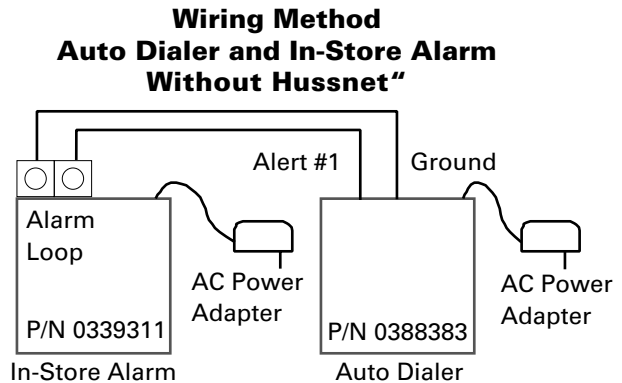 Wiring Method
Auto Dialer and In-Store Alarm
Without Hussnet“
Alert #1
Ground
Alarm
Loop
P/N 0339311
In-Store Alarm
AC Power
Adapter
P/N 0388383
Auto Dialer
AC Power
Adapter